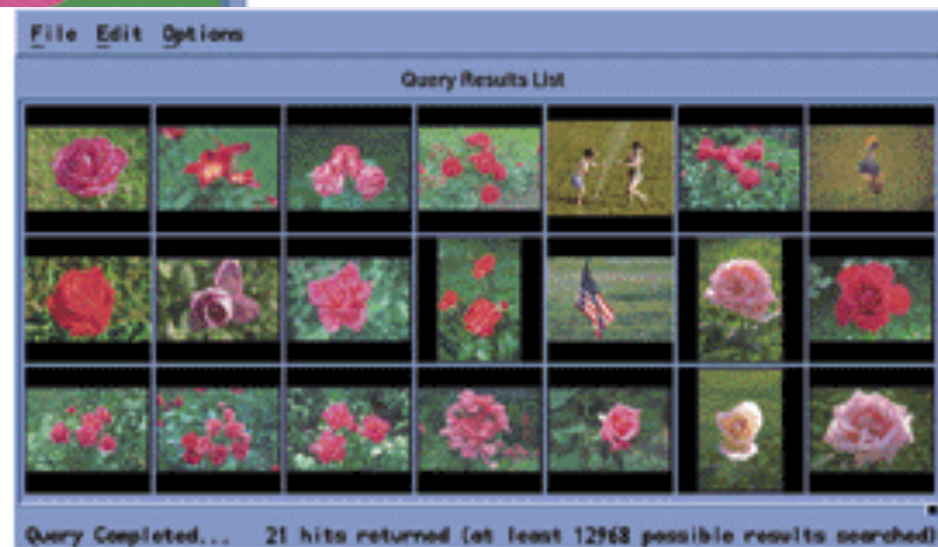 File Edit Options
Query Results List
Query Completed... 21 hits returned (at least 12968 possible results searched)